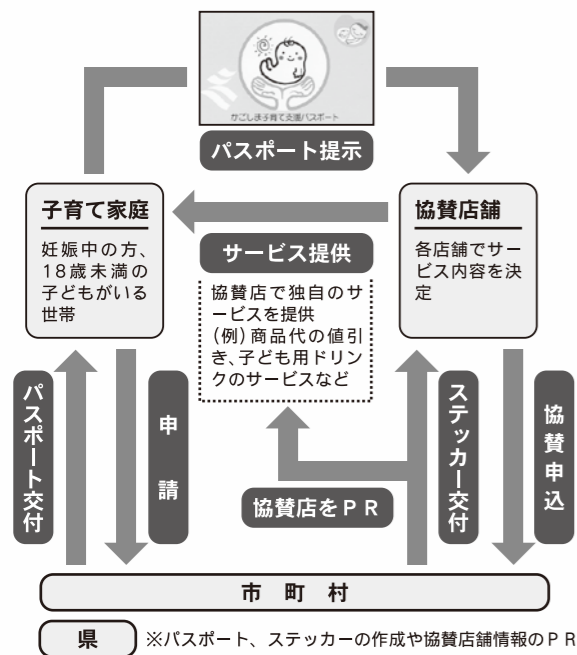 かごしま子育て支援パスポート
パスポート提示
子育て家庭
妊娠中の方、
18歳未満の
子どもがいる
世帯
協賛店舗
各店舗でサー
ビス内容を決
定
サービス提供
協賛店で独自のサ
ービスを提供
(例)商品代の値引
き、子ども用ドリン
クのサービスなど
パスポート交付
申請
協賛店をPR
ステッカー交付
協賛申込
市町村
県
※パスポート、ステッカーの作成や協賛店舗情報のPR